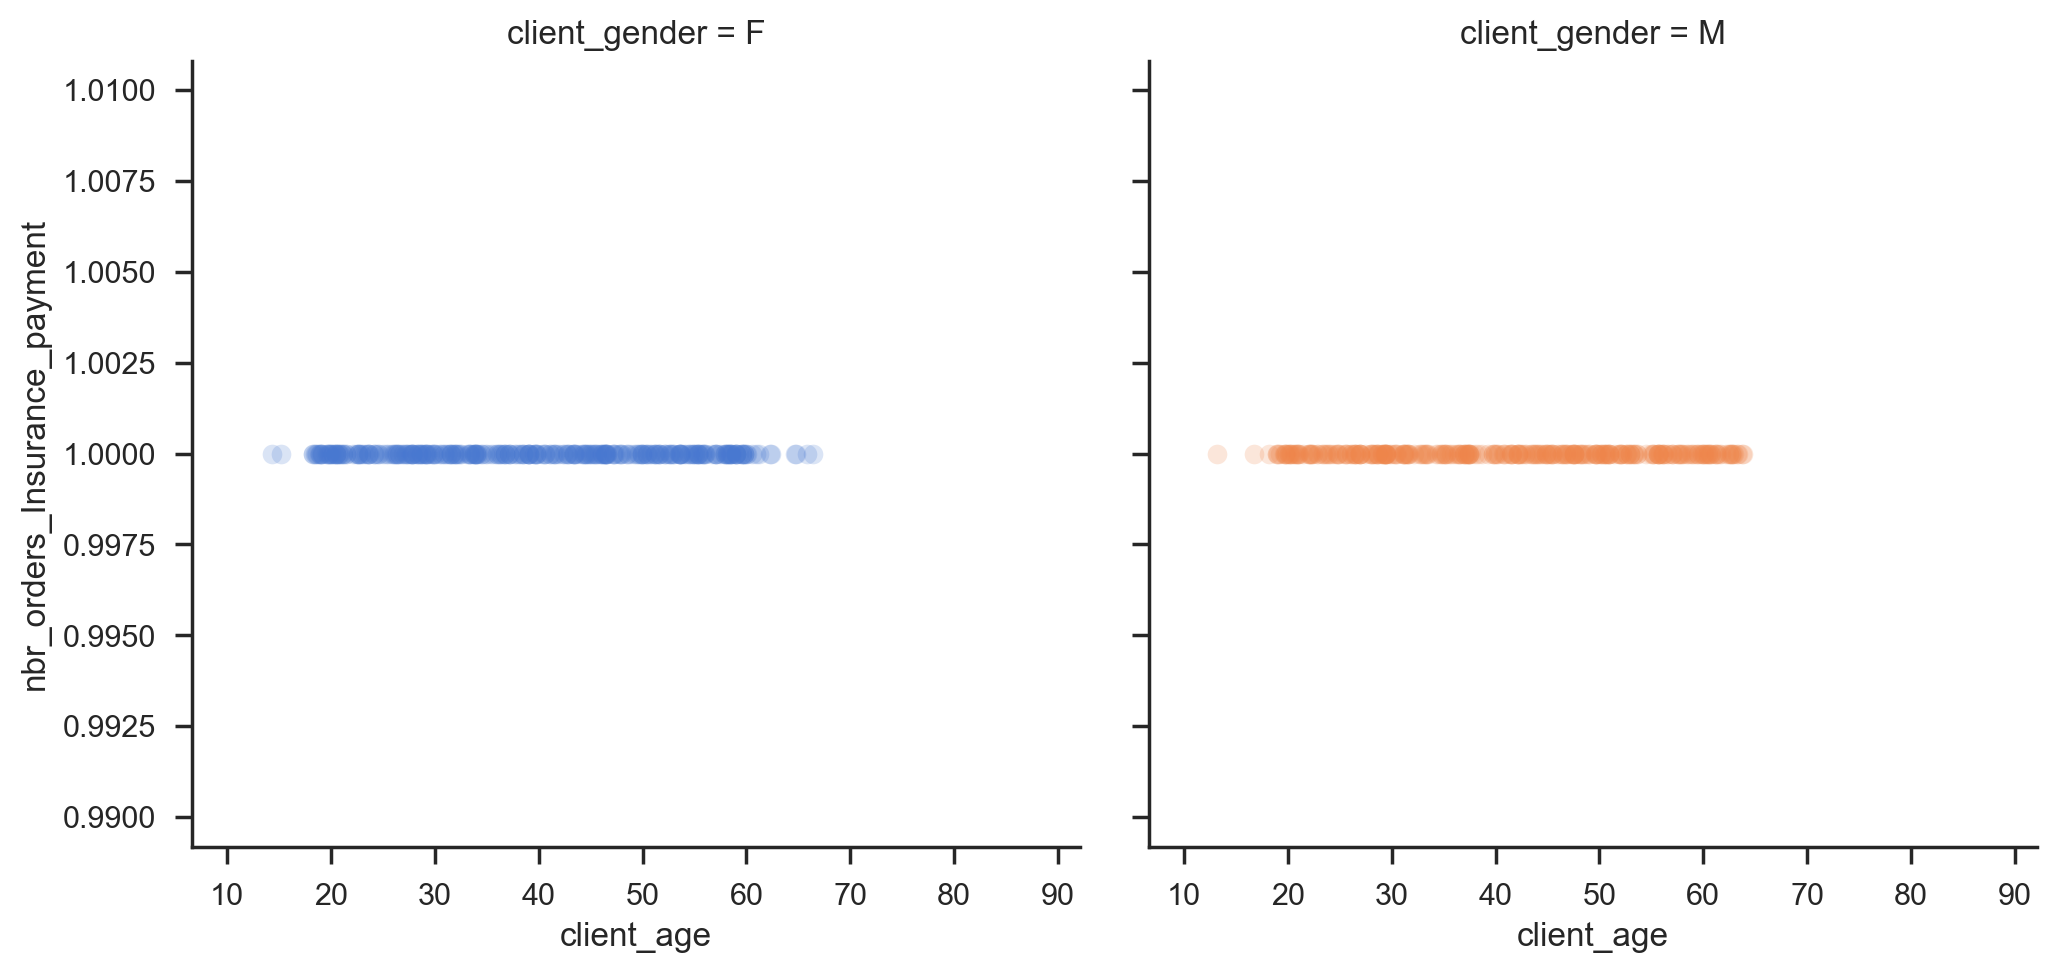 client_gender = F
client_gender = M
1.0100
1.0075
1.0050
1.0025
1.0000
0.9975
0.9950
0.9925
0.9900
nbr_orders_Insurance_payment
10 20 30 40 50 60 70 80 90
10 20 30 40 50 60 70 80 90
client_age
client_age